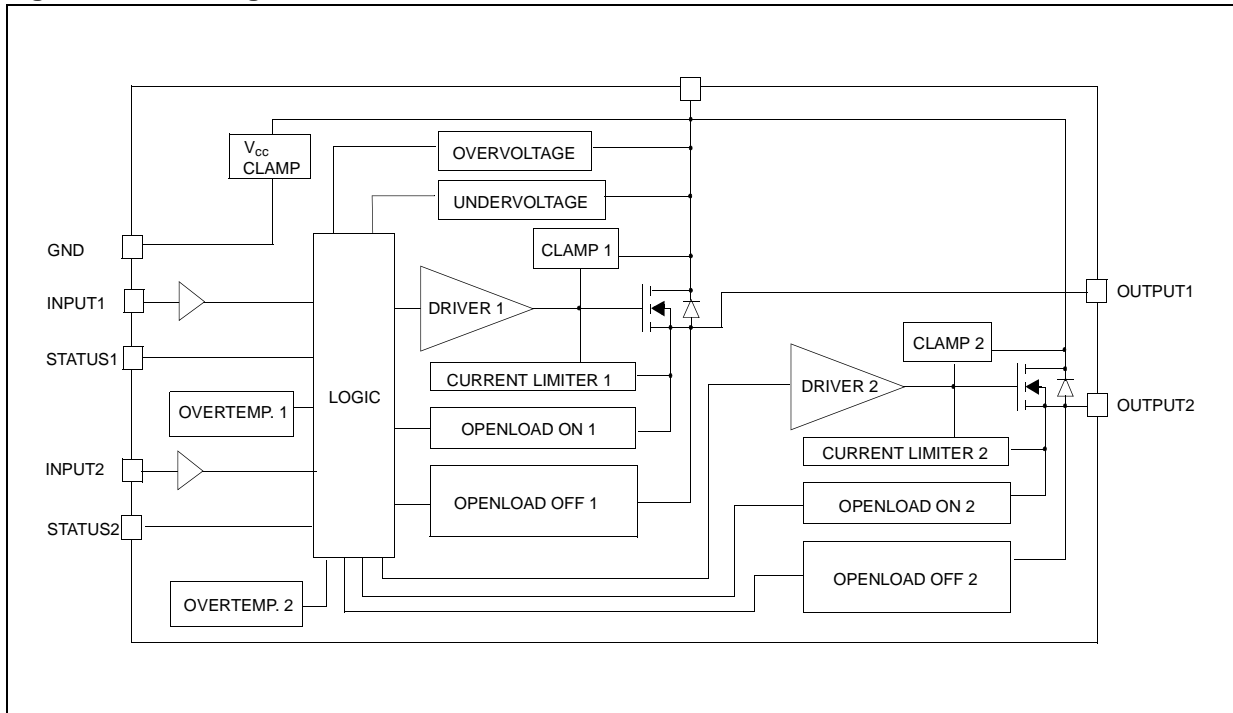 V
CC
CLAMP
OVERVOLTAGE
UNDERVOLTAGE
GND
CLAMP 1
INPUT1
DRIVER 1
OUTPUT1
STATUS1
CLAMP 2
CURRENT LIMITER 1
DRIVER 2
LOGIC
OVERTEMP. 1
OPENLOAD ON 1
OUTPUT2
INPUT2
CURRENT LIMITER 2
OPENLOAD OFF 1
OPENLOAD ON 2
STATUS2
OPENLOAD OFF 2
OVERTEMP. 2